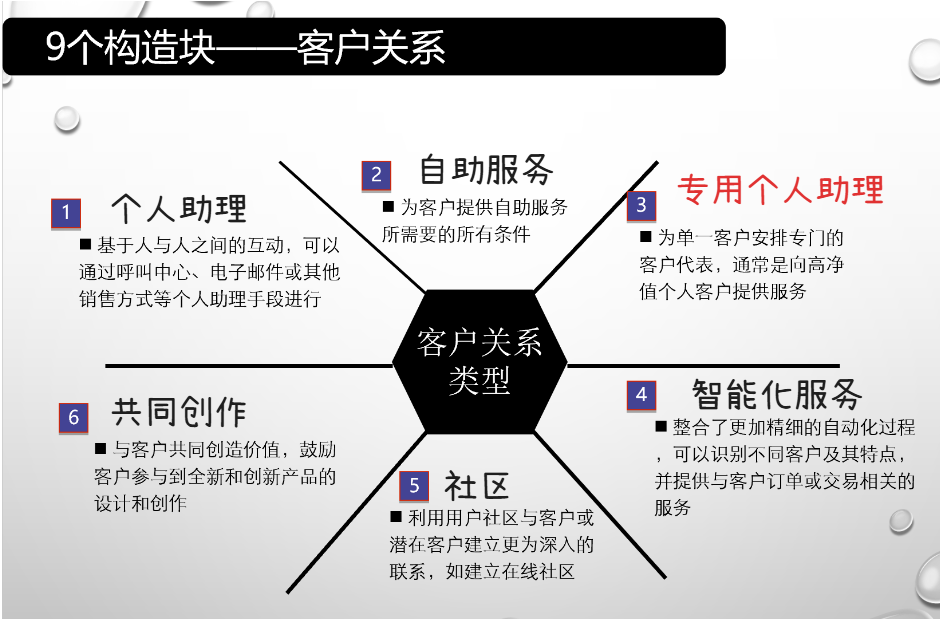 9个构造块——客户关系
1
个人助理
■ 基于人与人之间的互动，可以
通过呼叫中心、电子邮件或其他
销售方式等个人助理手段进行
2
自助服务
■ 为客户提供自助服务
所需要的所有条件
3
专用个人助理
■ 为单一客户安排专门的
客户代表，通常是向高净
值个人客户提供服务
客户关系
类型
4
智能化服务
■ 整合了更加精细的自动化过程
，可以识别不同客户及其特点，
并提供与客户订单或交易相关的
服务
5
社区
■ 利用用户社区与客户或
潜在客户建立更为深入的
联系，如建立在线社区
6
共同创作
■ 与客户共同创造价值，鼓励
客户参与到全新和创新产品的
设计和创作